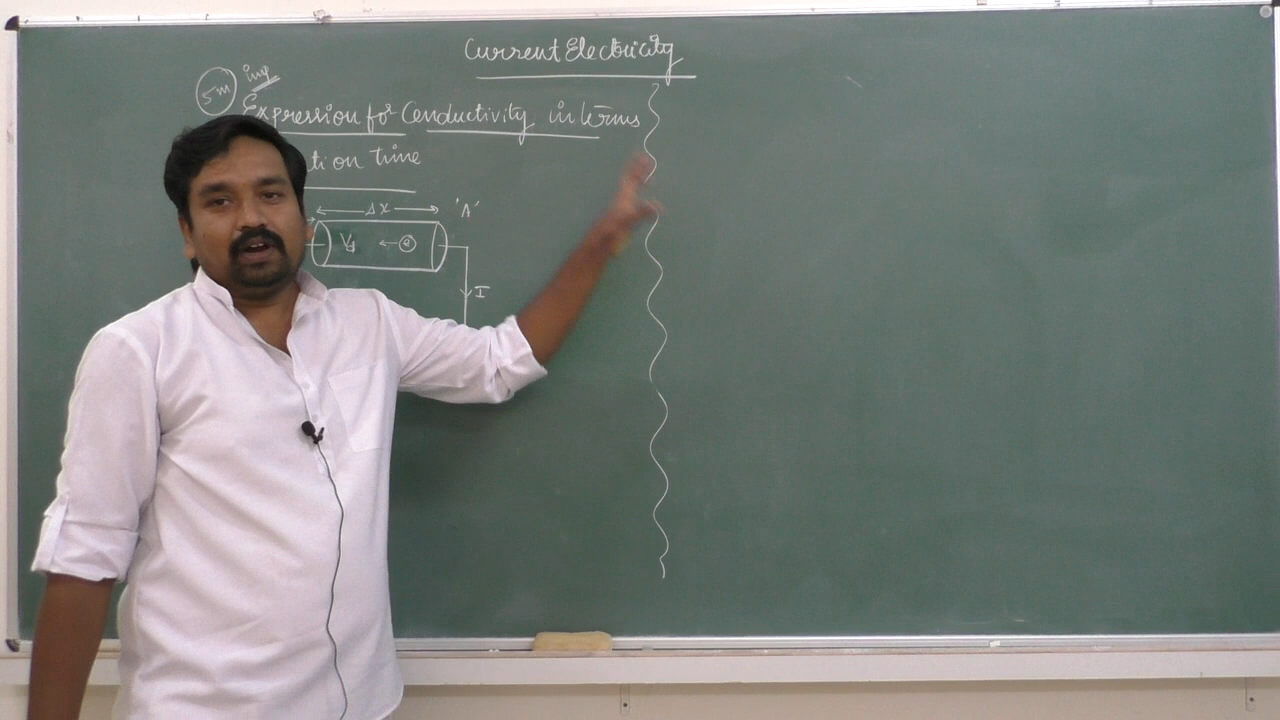 Current Electricity
5m imp
Expression for Conductivity in terms
tion time
Δx 'A'
Vd e
I